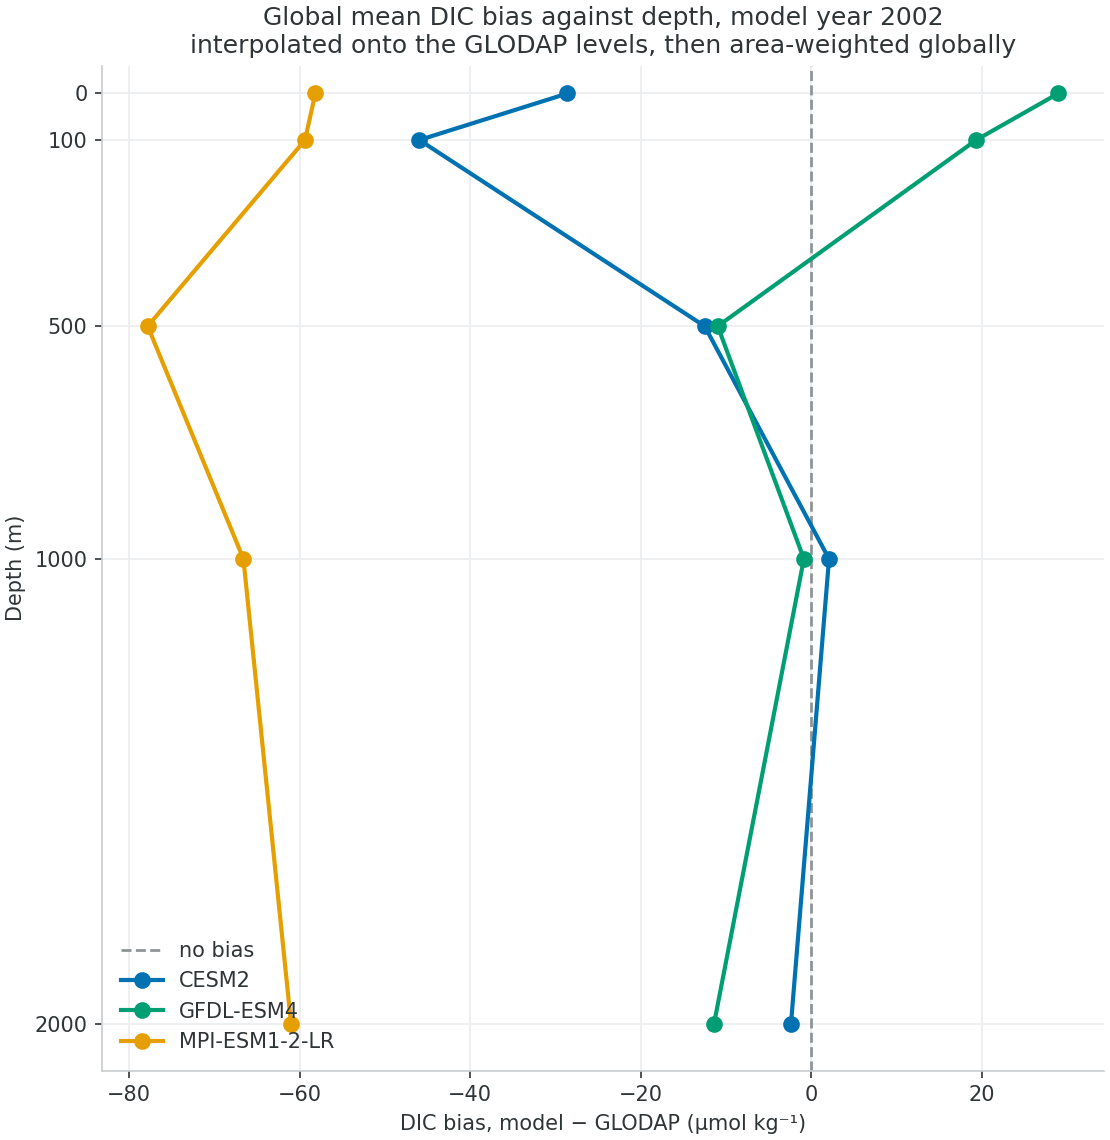 Global mean DIC bias against depth, model year 2002
interpolated onto the GLODAP levels, then area-weighted globally
0
100
500
1000
2000
Depth (m)
no bias
CESM2
GFDL-ESM4
MPI-ESM1-2-LR
−80
−60
−40
−20
0
20
DIC bias, model − GLODAP (μmol kg⁻¹)